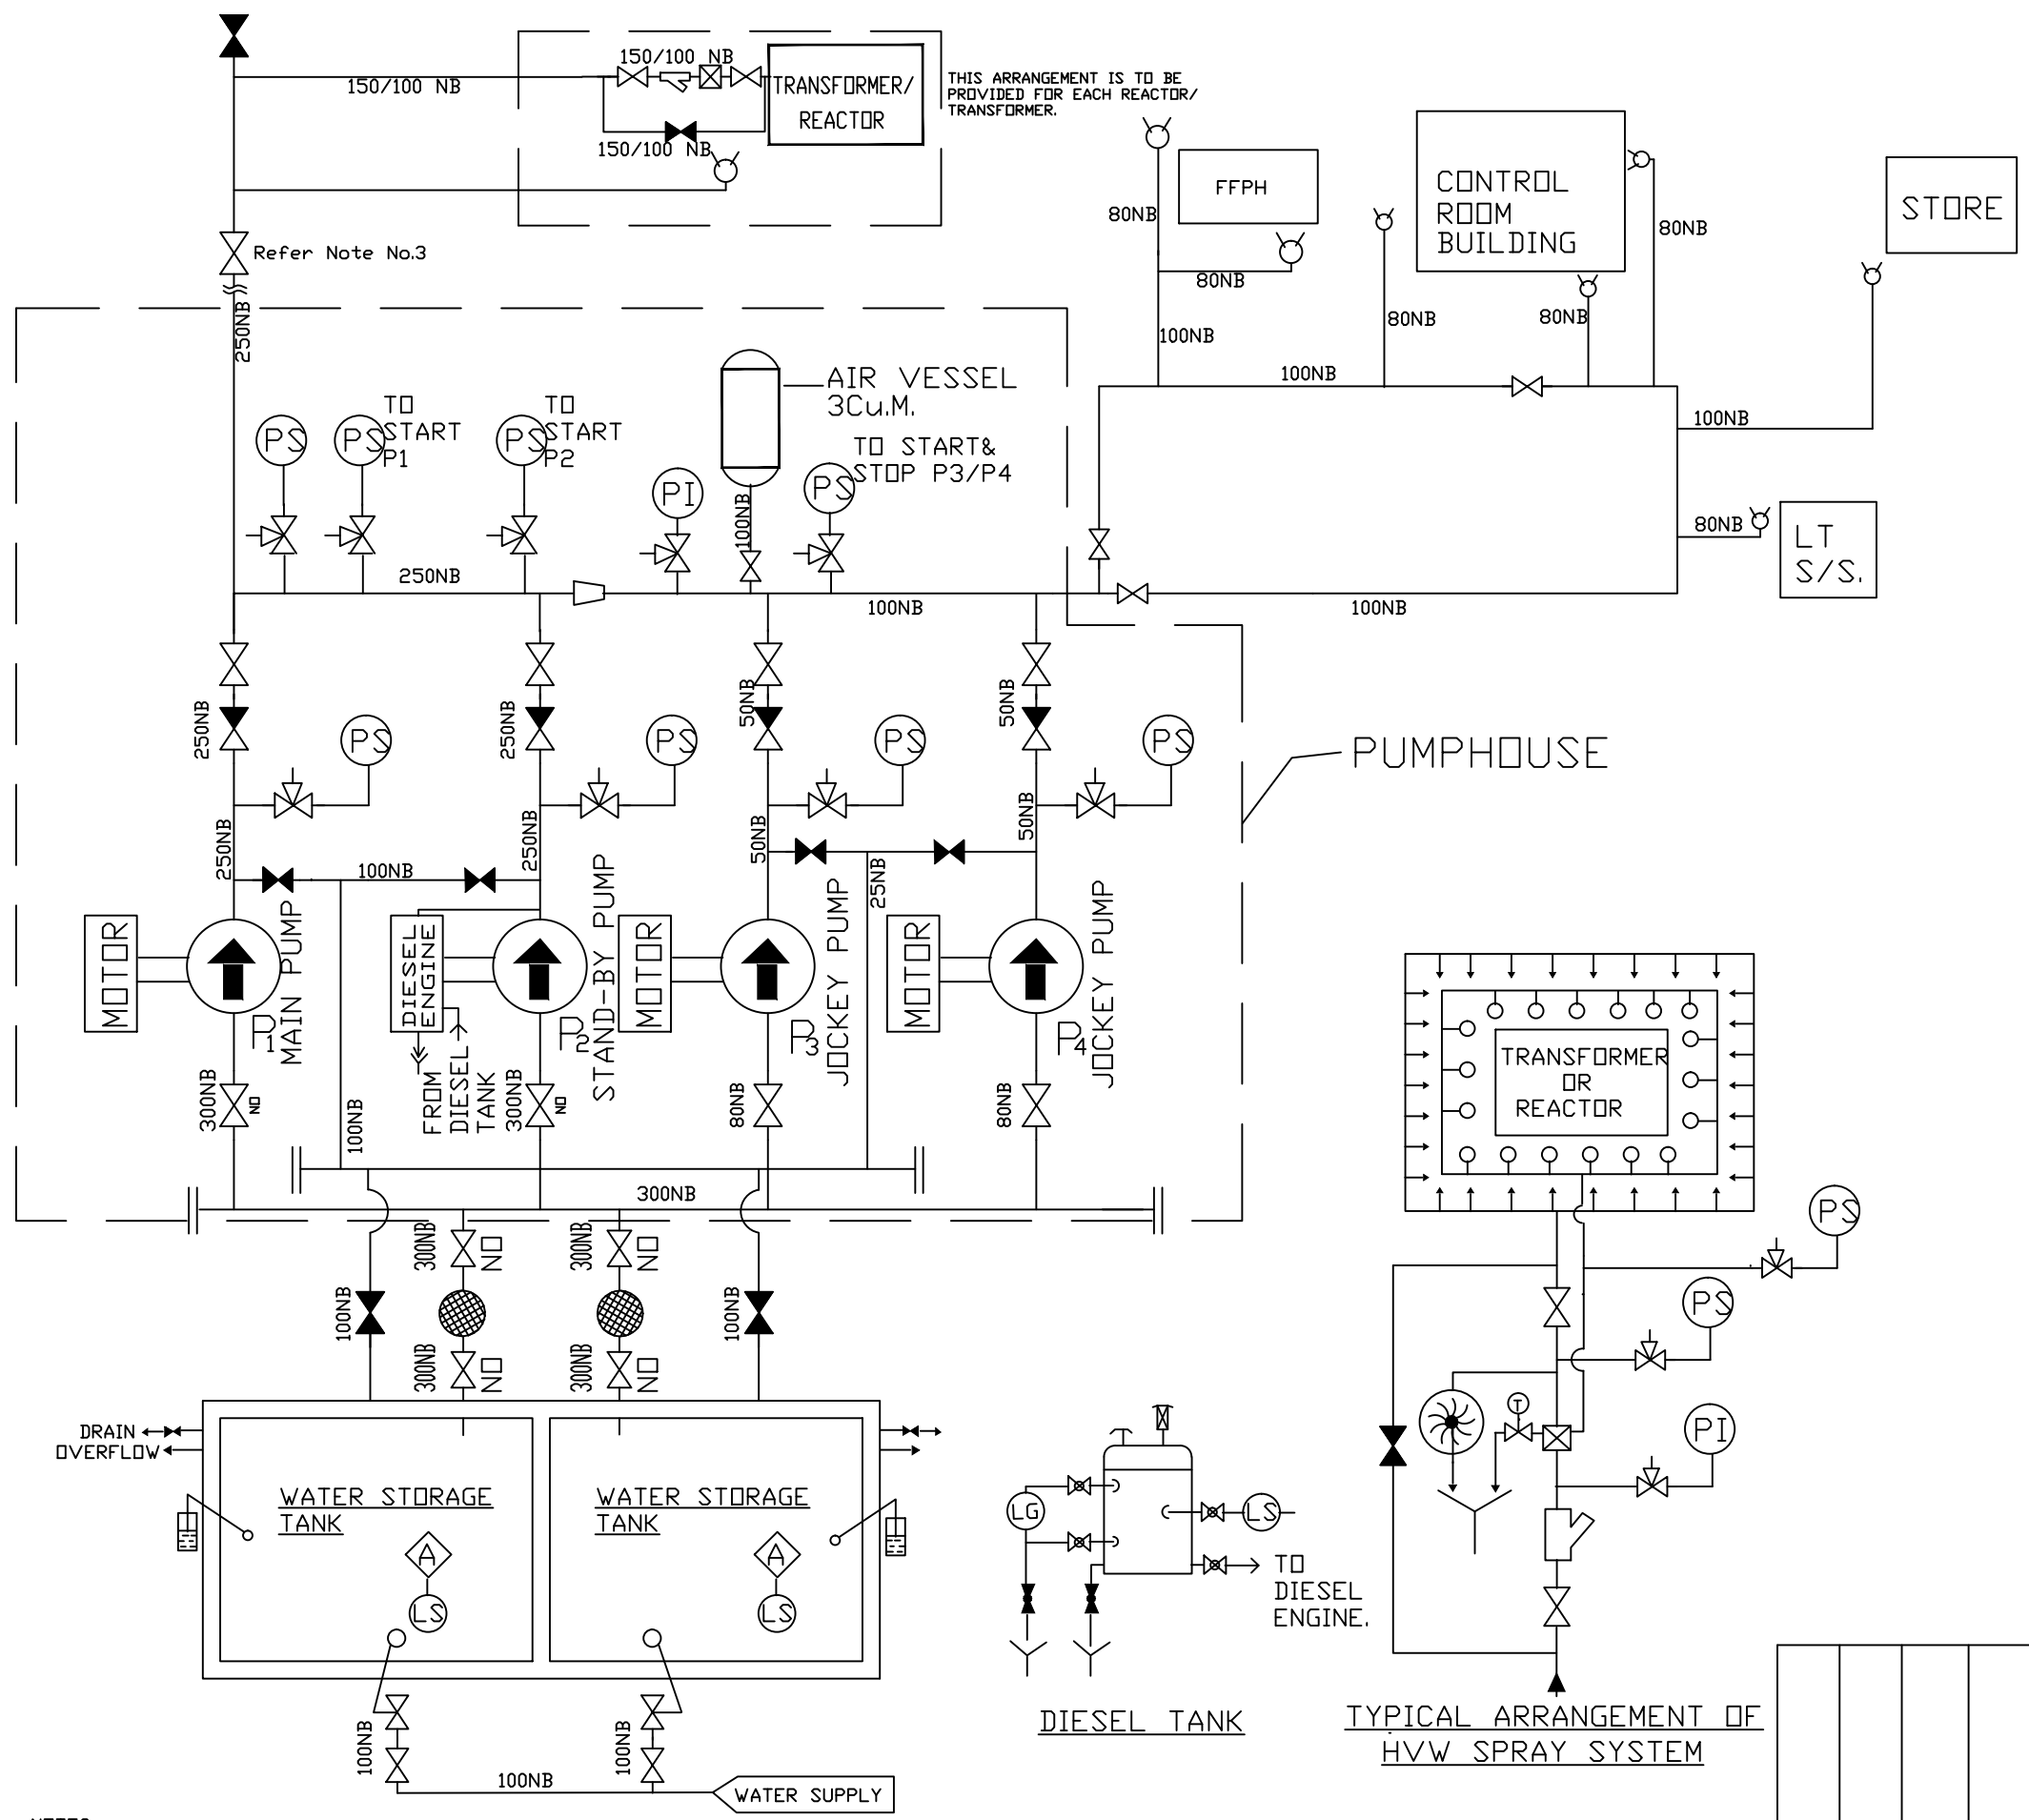 150/100 NB
150/100 NB
TRANSFORMER/
REACTOR
150/100 NB
THIS ARRANGEMENT IS TO BE
PROVIDED FOR EACH REACTOR/
TRANSFORMER.
Refer Note No.3
250NB
80NB
FFPH
80NB
100NB
CONTROL
ROOM
BUILDING
80NB
80NB
80NB
STORE
100NB
100NB
80NB
LT
S/S.
100NB
PS
PS
TO
START
P1
PS
TO
START
P2
PI
AIR VESSEL
3Cu.M.
100NB
PS
TO START&
STOP P3/P4
250NB
100NB
250NB
250NB
50NB
50NB
PS
PS
PS
PS
PUMPHOUSE
250NB
250NB
50NB
50NB
100NB
25NB
MOTOR
P1
MAIN PUMP
DIESEL
ENGINE
P2
STAND-BY PUMP
MOTOR
P3
JOCKEY PUMP
MOTOR
P4
JOCKEY PUMP
FROM
DIESEL
TANK
300NB
NO
300NB
NO
80NB
80NB
100NB
300NB
300NB
NO
300NB
NO
100NB
100NB
300NB
NO
300NB
NO
DRAIN
OVERFLOW
WATER STORAGE
TANK
A
LS
WATER STORAGE
TANK
A
LS
100NB
100NB
100NB
WATER SUPPLY
LG
LS
TO
DIESEL
ENGINE.
DIESEL TANK
TRANSFORMER
OR
REACTOR
PS
PS
T
PI
TYPICAL ARRANGEMENT OF
HVW SPRAY SYSTEM